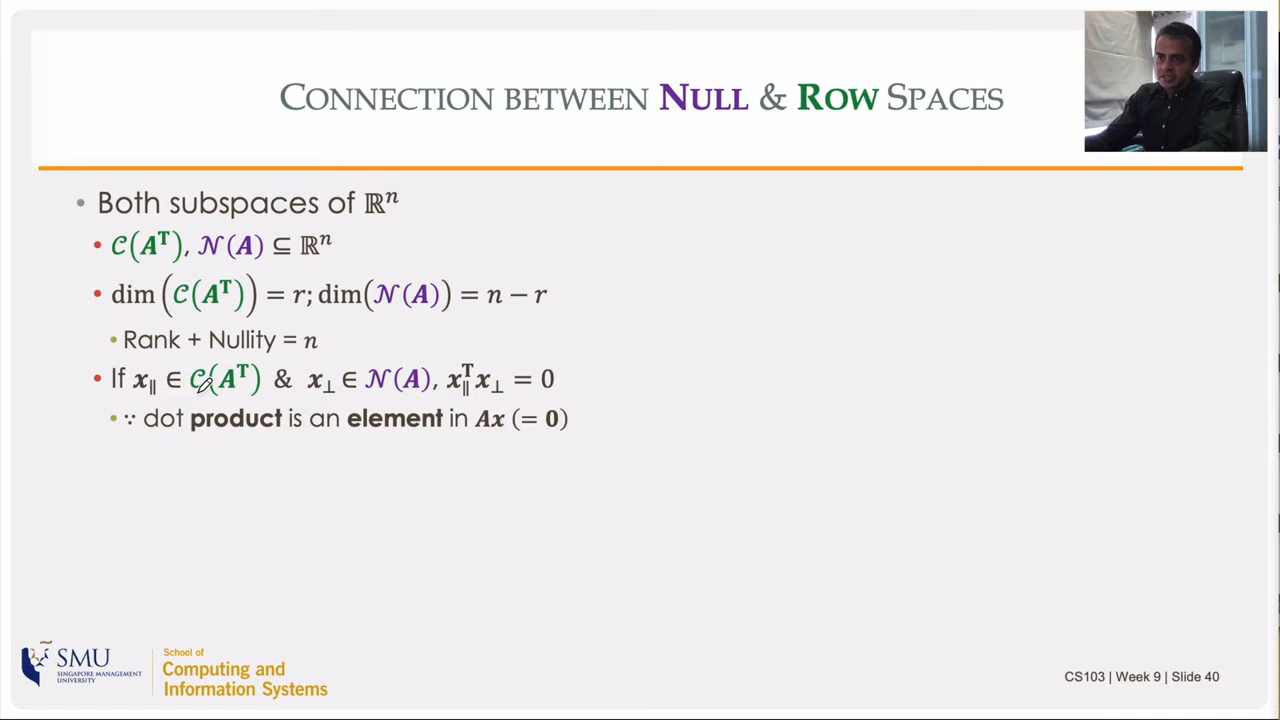 CONNECTION BETWEEN NULL & ROW SPACES
• Both subspaces of ℝⁿ
• 𝒞(Aᵀ), 𝒩(A) ⊆ ℝⁿ
• dim(𝒞(Aᵀ)) = r; dim(𝒩(A)) = n − r
• Rank + Nullity = n
• If x∥ ∈ 𝒞(Aᵀ) & x⊥ ∈ 𝒩(A), x∥ᵀx⊥ = 0
• ∵ dot product is an element in Ax (= 0)
SMU
SINGAPORE MANAGEMENT
UNIVERSITY
School of
Computing and
Information Systems
CS103 | Week 9 | Slide 40